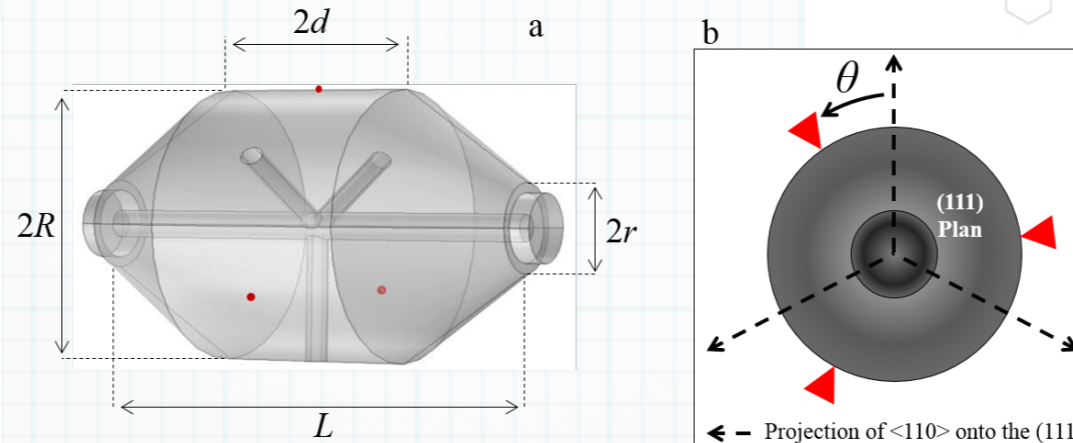 a
2d
2R
2r
L
b
θ
(111)
Plan
Projection of <110> onto the (111